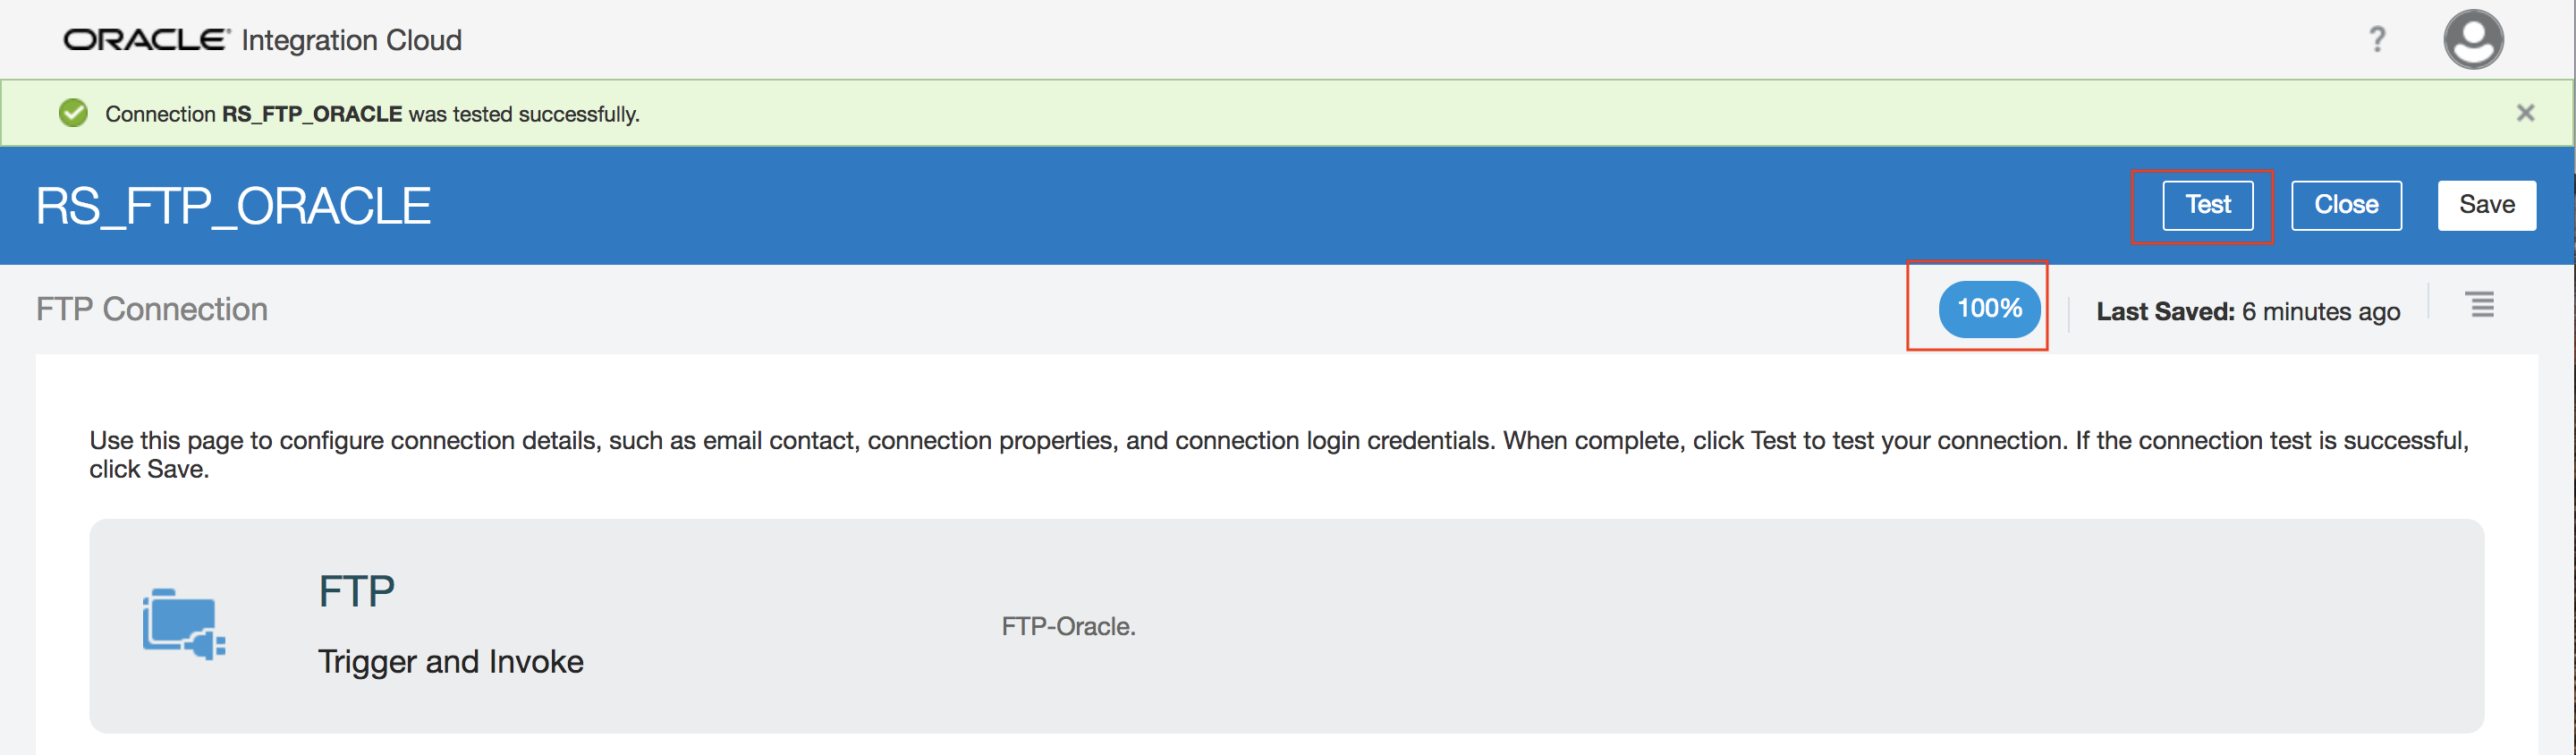 ORACLE® Integration Cloud
?
Connection RS_FTP_ORACLE was tested successfully.
RS_FTP_ORACLE
Test
Close
Save
FTP Connection
100%
Last Saved: 6 minutes ago
Use this page to configure connection details, such as email contact, connection properties, and connection login credentials. When complete, click Test to test your connection. If the connection test is successful,
click Save.
FTP
FTP-Oracle.
Trigger and Invoke